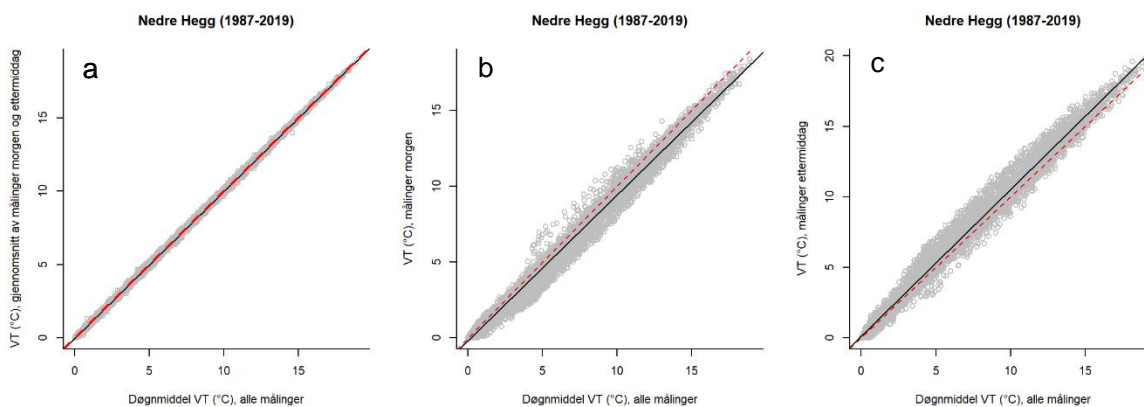 Nedre Hegg (1987-2019)
a
VT (°C), gjennomsnitt av målinger morgen og ettermiddag
0
5
10
15
0
5
10
15
Døgnmiddel VT (°C), alle målinger
Nedre Hegg (1987-2019)
b
VT (°C), målinger morgen
0
5
10
15
0
5
10
15
Døgnmiddel VT (°C), alle målinger
Nedre Hegg (1987-2019)
c
VT (°C), målinger ettermiddag
0
5
10
15
20
0
5
10
15
Døgnmiddel VT (°C), alle målinger